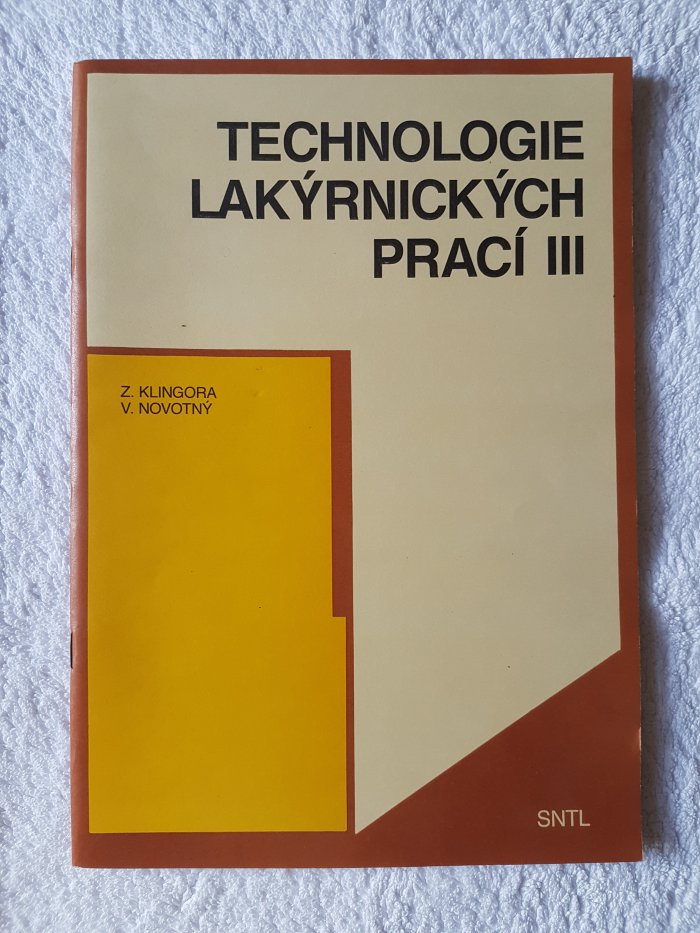 TECHNOLOGIE
LAKÝRNICKÝCH
PRACÍ III
Z. KLINGORA
V. NOVOTNÝ
SNTL